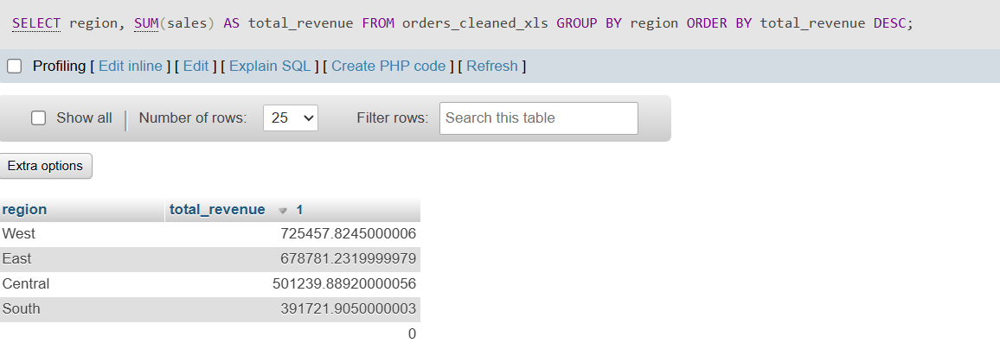 SELECT region, SUM(sales) AS total_revenue FROM orders_cleaned_xls GROUP BY region ORDER BY total_revenue DESC;
Profiling [ Edit inline ] [ Edit ] [ Explain SQL ] [ Create PHP code ] [ Refresh ]
Show all Number of rows: 25 Filter rows: Search this table
Extra options
region total_revenue 1
West 725457.8245000006
East 678781.2319999979
Central 501239.88920000056
South 391721.9050000003
0